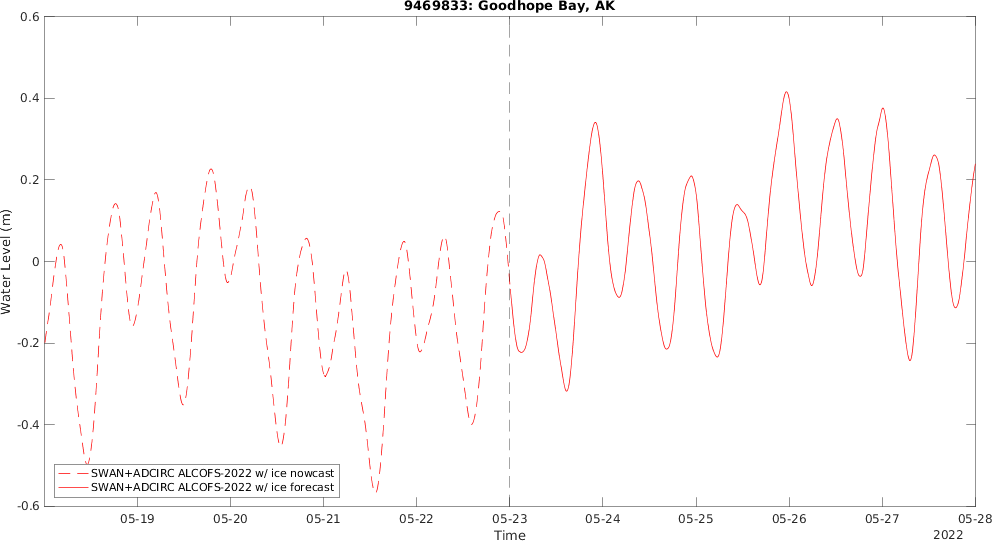 9469833: Goodhope Bay, AK
0.6
0.4
0.2
0
-0.2
-0.4
-0.6
Water Level (m)
SWAN+ADCIRC ALCOFS-2022 w/ ice nowcast
SWAN+ADCIRC ALCOFS-2022 w/ ice forecast
05-19 05-20 05-21 05-22 05-23 05-24 05-25 05-26 05-27 05-28
Time
2022